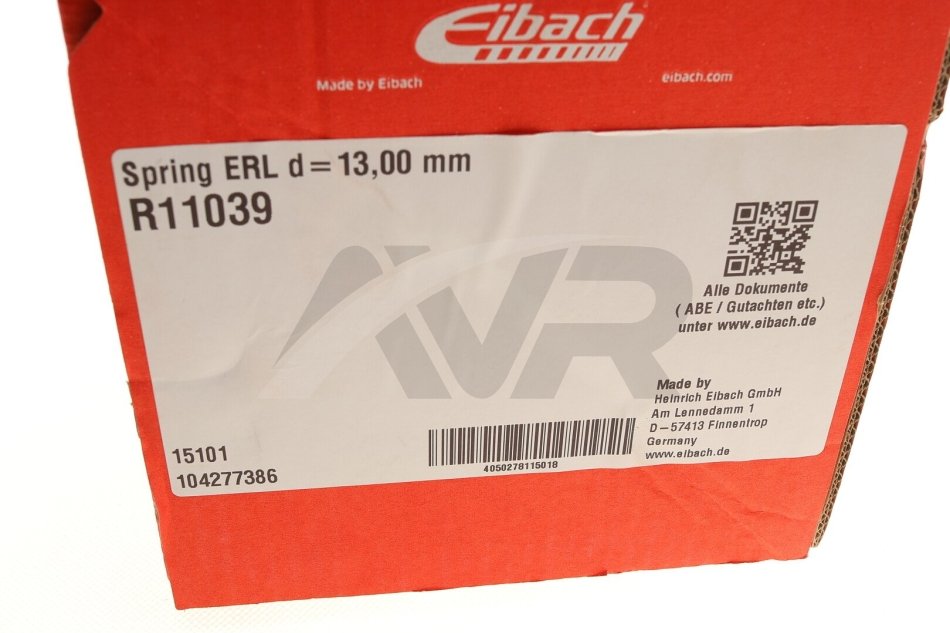 Eibach
Made by Eibach
eibach.com
Spring ERL d=13,00 mm
R11039
AVR
Alle Dokumente
( ABE / Gutachten etc.)
unter www.eibach.de
Made by
Heinrich Eibach GmbH
Am Lennedamm 1
D-57413 Finnentrop
Germany
www.eibach.de
15101
104277386
4050278115018